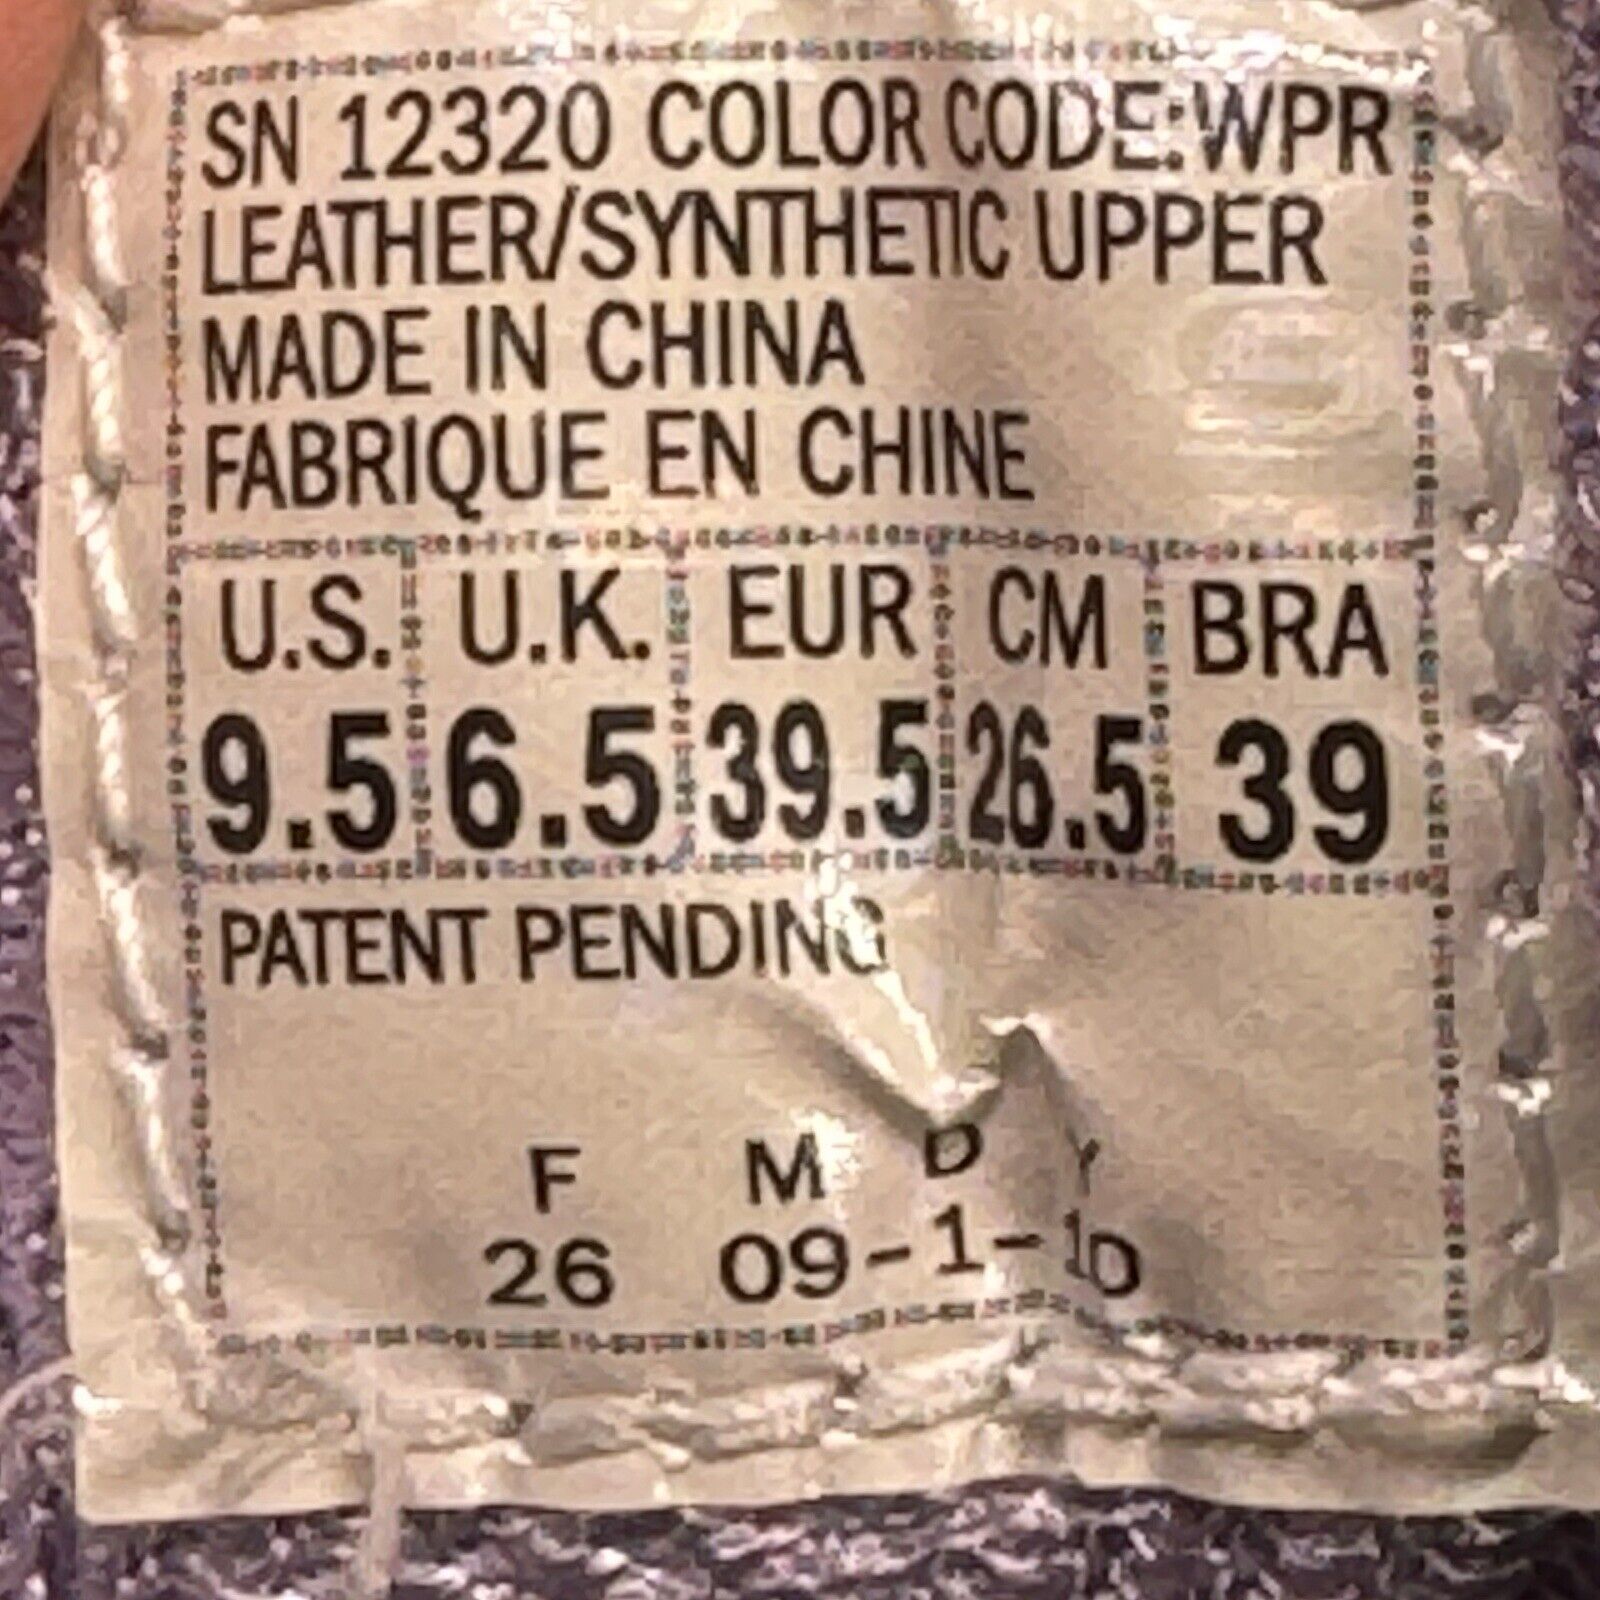 SN 12320 COLOR CODE:WPR
LEATHER/SYNTHETIC UPPER
MADE IN CHINA
FABRIQUE EN CHINE
U.S. U.K. EUR CM BRA
9.5 6.5 39.5 26.5 39
PATENT PENDING
F M D Y
26 09-1-10